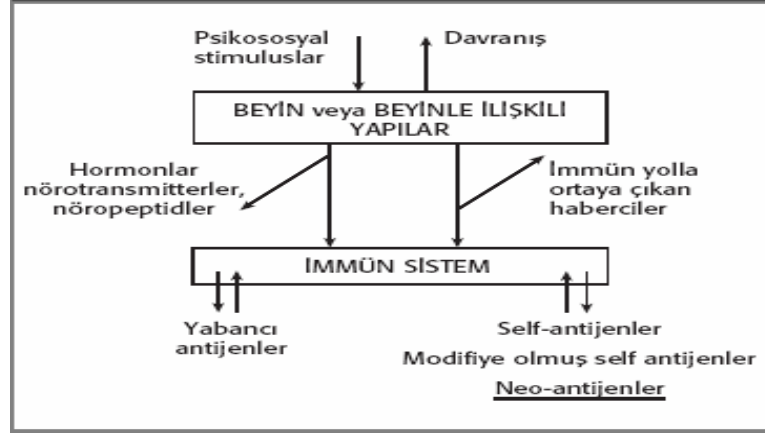 Psikososyal
stimuluslar
Davranış
BEYİN veya BEYİNLE İLİŞKİLİ
YAPILAR
Hormonlar
nörotransmitterler,
nöropeptidler
İmmün yolla
ortaya çıkan
haberciler
İMMÜN SİSTEM
Yabancı
antijenler
Self-antijenler
Modifiye olmuş self antijenler
Neo-antijenler